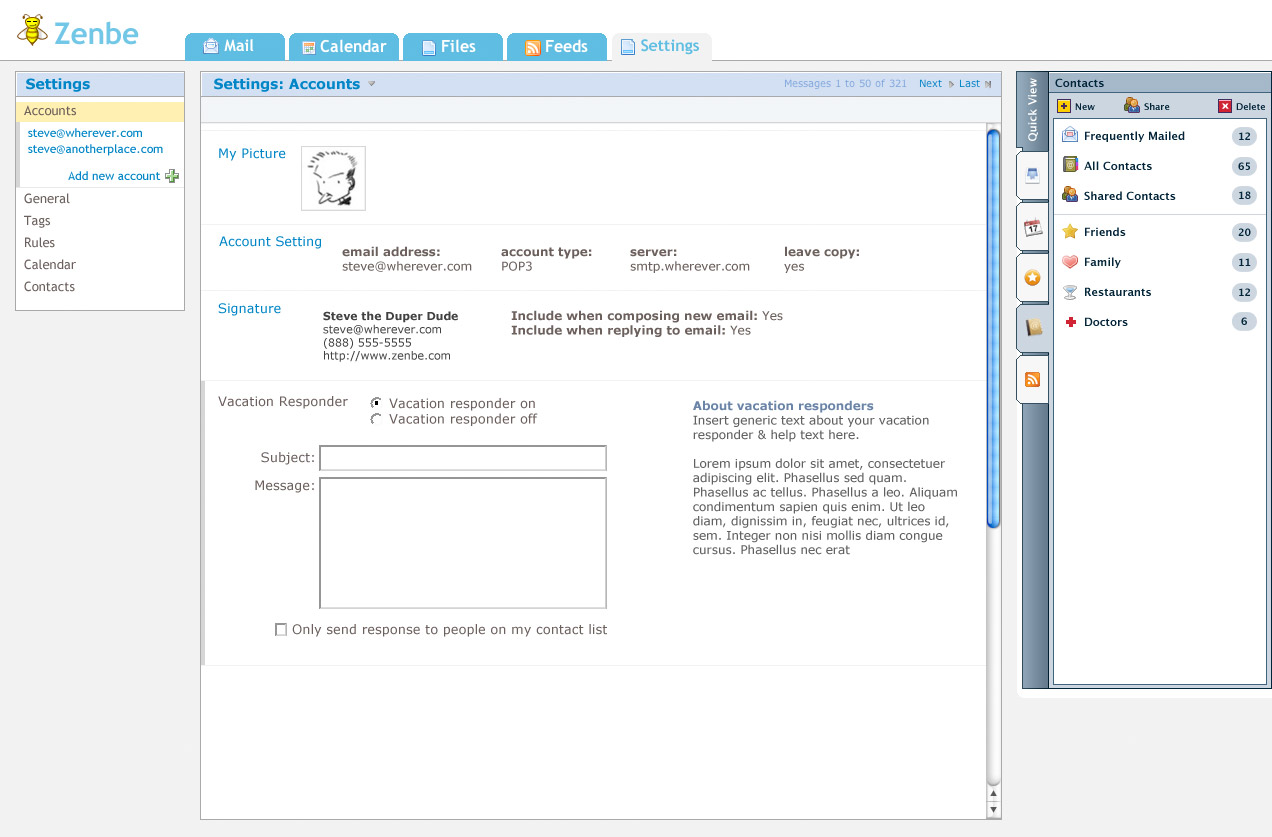 Zenbe
Mail
Calendar
Files
Feeds
Settings
Settings
Accounts
steve@wherever.com
steve@anotherplace.com
Add new account
General
Tags
Rules
Calendar
Contacts
Settings: Accounts
Messages 1 to 50 of 321
Next
Last
My Picture
Account Setting
email address:
steve@wherever.com
account type:
POP3
server:
smtp.wherever.com
leave copy:
yes
Signature
Steve the Duper Dude
steve@wherever.com
(888) 555-5555
http://www.zenbe.com
Include when composing new email: Yes
Include when replying to email: Yes
Vacation Responder
Vacation responder on
Vacation responder off
Subject:
Message:
Only send response to people on my contact list
About vacation responders
Insert generic text about your vacation
responder & help text here.
Lorem ipsum dolor sit amet, consectetuer
adipiscing elit. Phasellus sed quam.
Phasellus ac tellus. Phasellus a leo. Aliquam
condimentum sapien quis enim. Ut leo
diam, dignissim in, feugiat nec, ultrices id,
sem. Integer non nisi mollis diam congue
cursus. Phasellus nec erat
Quick View
17
Contacts
New
Share
Delete
Frequently Mailed 12
All Contacts 65
Shared Contacts 18
Friends 20
Family 11
Restaurants 12
Doctors 6